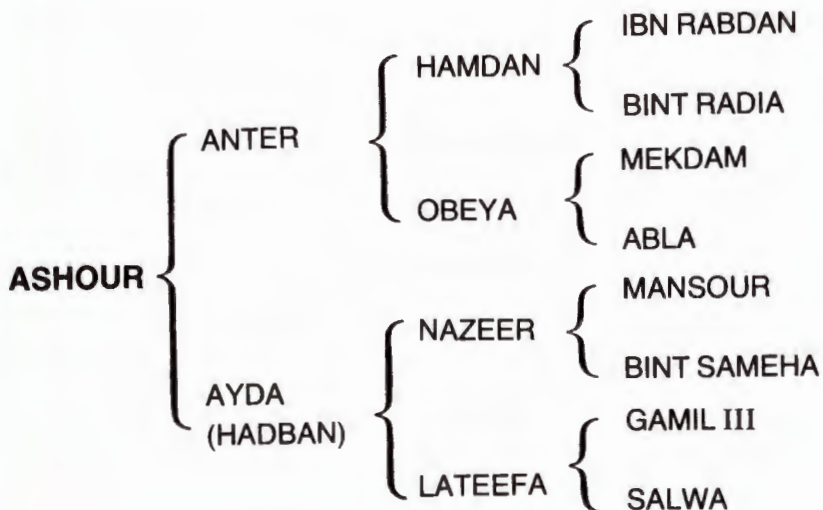 IBN RABDAN
HAMDAN
BINT RADIA
ANTER
MEKDAM
OBEYA
ABLA
ASHOUR
MANSOUR
NAZEER
BINT SAMEHA
AYDA
(HADBAN)
GAMIL III
LATEEFA
SALWA